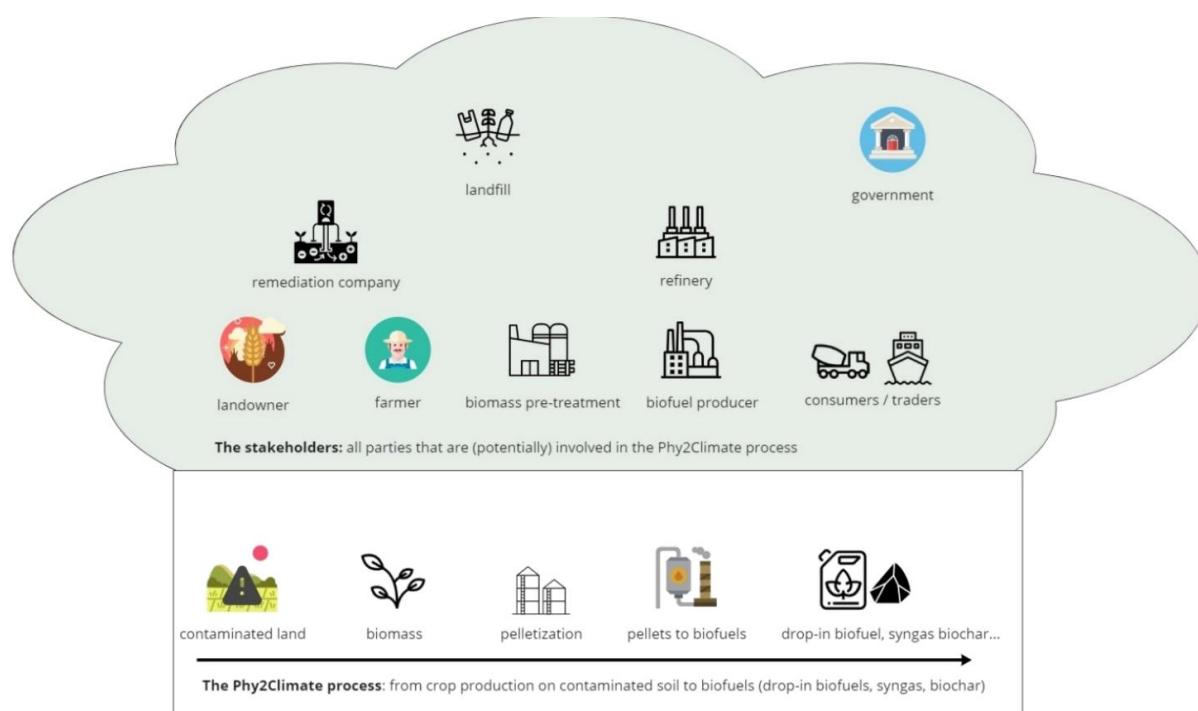 landfill
government
remediation company
refinery
landowner
farmer
biomass pre-treatment
biofuel producer
consumers / traders
The stakeholders: all parties that are (potentially) involved in the Phy2Climate process
contaminated land
biomass
pelletization
pellets to biofuels
drop-in biofuel, syngas biochar...
The Phy2Climate process: from crop production on contaminated soil to biofuels (drop-in biofuels, syngas, biochar)